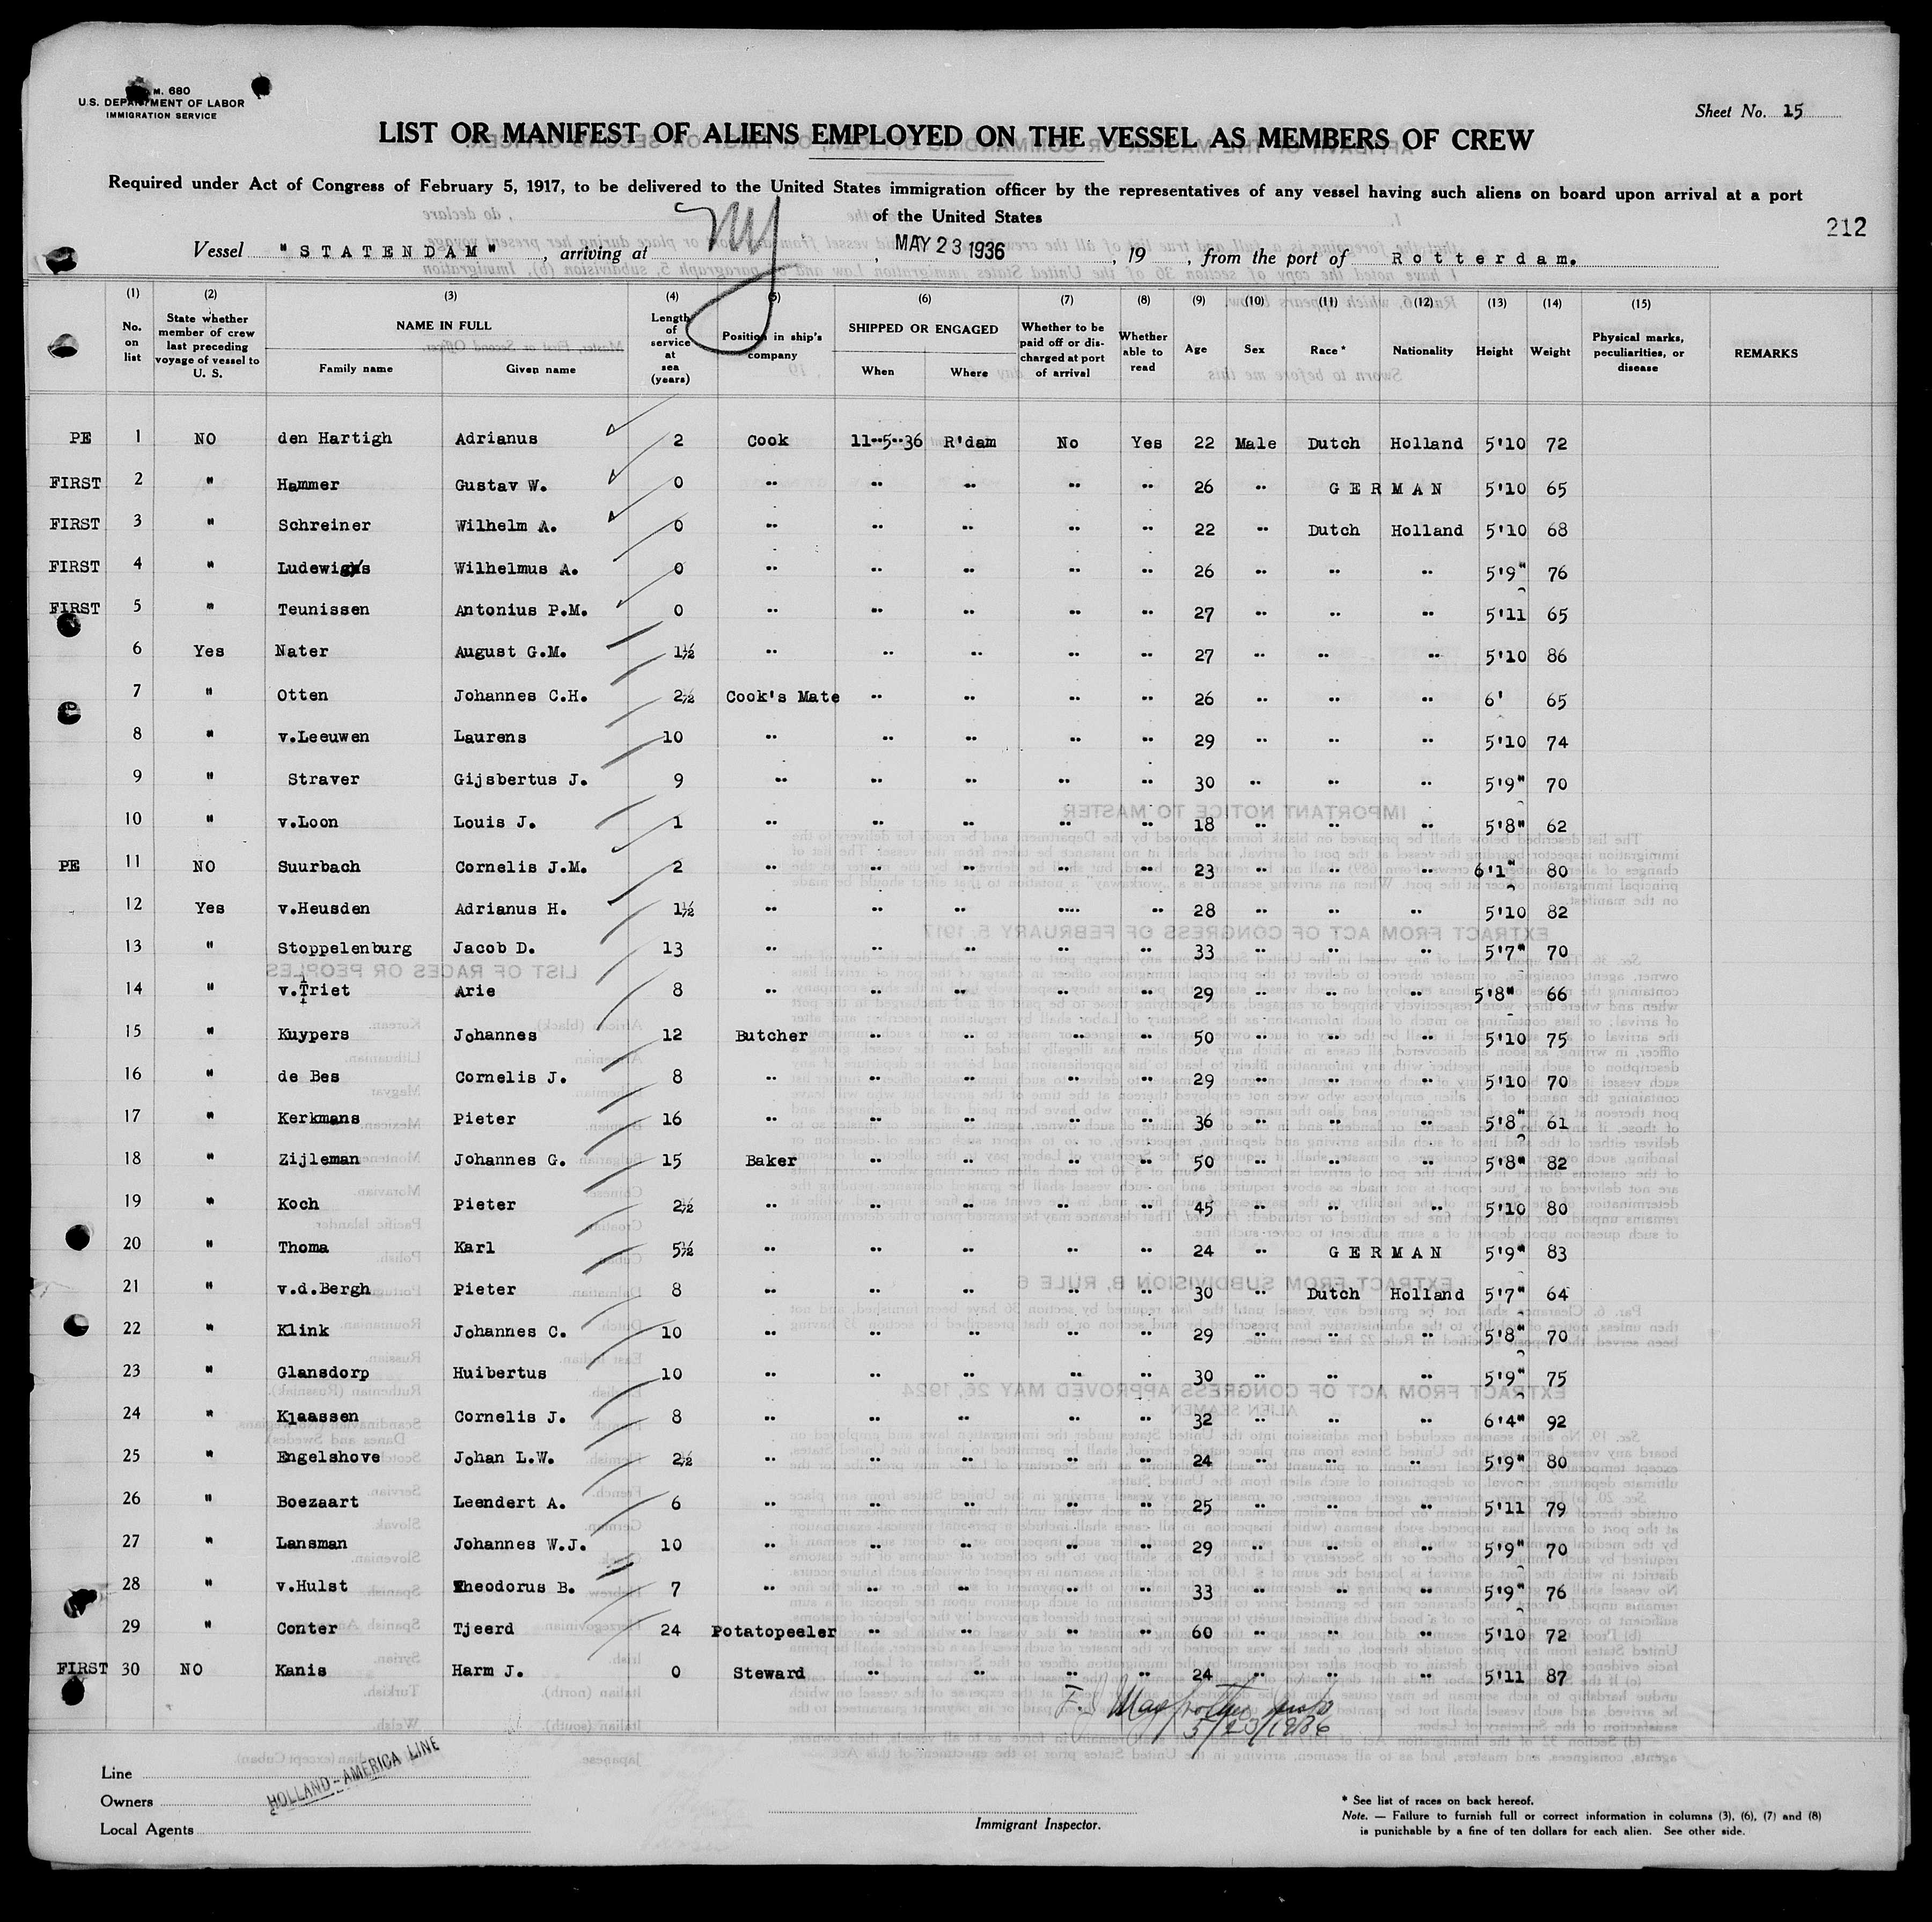 M. 680
U.S. DEPARTMENT OF LABOR
IMMIGRATION SERVICE
Sheet No. 15
LIST OR MANIFEST OF ALIENS EMPLOYED ON THE VESSEL AS MEMBERS OF CREW
Required under Act of Congress of February 5, 1917, to be delivered to the United States immigration officer by the representatives of any vessel having such aliens on board upon arrival at a port
of the United States
212
Vessel "STATENDAM", arriving at NY, MAY 23 1936, 19 , from the port of Rotterdam.
(1) (2) (3) (4) (5) (6) (7) (8) (9) (10) (11) (12) (13) (14) (15)
No. on list | State whether member of crew last preceding voyage of vessel to U. S. | NAME IN FULL Family name Given name | Length of service at sea (years) | Position in ship's company | SHIPPED OR ENGAGED When Where | Whether to be paid off or discharged at port of arrival | Whether able to read | Age | Sex | Race* | Nationality | Height | Weight | Physical marks, peculiarities, or disease | REMARKS
PE 1 NO den Hartigh Adrianus 2 Cook 11--5--36 R'dam No Yes 22 Male Dutch Holland 5'10 72
FIRST 2 " Hammer Gustav W. 0 " " " " " 26 " GERMAN 5'10 65
FIRST 3 " Schreiner Wilhelm A. 0 " " " " " 22 " Dutch Holland 5'10 68
FIRST 4 " Ludewigs Wilhelmus A. 0 " " " " " 26 " " " 5'9" 76
FIRST 5 " Teunissen Antonius P.M. 0 " " " " " 27 " " " 5'11 65
6 Yes Nater August G.M. 1½ " " " " " 27 " " " 5'10 86
7 " Otten Johannes C.H. 2½ Cook's Mate " " " " 26 " " " 6' 65
8 " v.Leeuwen Laurens 10 " " " " " 29 " " " 5'10 74
9 " Straver Gijsbertus J. 9 " " " " " 30 " " " 5'9" 70
10 " v.Loon Louis J. 1 " " " " " 18 " " " 5'8" 62
PE 11 NO Suurbach Cornelis J.M. 2 " " " " " 23 " " " 6'1" 80
12 Yes v.Heusden Adrianus H. 1½ " " " " " 28 " " " 5'10 82
13 " Stoppelenburg Jacob D. 13 " " " " " 33 " " " 5'7" 70
14 " v.Triet Arie 8 " " " " " 29 " " " 5'8" 66
15 " Kuypers Johannes 12 Butcher " " " " 50 " " " 5'10 75
16 " de Bes Cornelis J. 8 " " " " " 29 " " " 5'10 70
17 " Kerkmans Pieter 16 " " " " " 36 " " " 5'8" 61
18 " Zijleman Johannes G. 15 Baker " " " " 50 " " " 5'8" 82
19 " Koch Pieter 2½ " " " " " 45 " " " 5'10 80
20 " Thoma Karl 5½ " " " " " 24 " GERMAN 5'9" 83
21 " v.d.Bergh Pieter 8 " " " " " 30 " Dutch Holland 5'7" 64
22 " Klink Johannes C. 10 " " " " " 29 " " " 5'8" 70
23 " Glansdorp Huibertus 10 " " " " " 30 " " " 5'9" 75
24 " Klaassen Cornelis J. 8 " " " " " 32 " " " 6'4" 92
25 " Engelshove Johan L.W. 2½ " " " " " 24 " " " 5'9" 80
26 " Boezaart Leendert A. 6 " " " " " 25 " " " 5'11 79
27 " Lansman Johannes W.J. 10 " " " " " 29 " " " 5'9" 70
28 " v.Hulst Theodorus B. 7 " " " " " 33 " " " 5'9" 76
29 " Conter Tjeerd 24 Potatopeeler " " " " 60 " " " 5'10 72
FIRST 30 NO Kanis Harm J. 0 Steward " " " " 24 " " " 5'11 87
5/23/1936
Line
Owners HOLLAND-AMERICA LINE
Local Agents
Immigrant Inspector.
* See list of races on back hereof.
Note. — Failure to furnish full or correct information in columns (3), (6), (7) and (8)
is punishable by a fine of ten dollars for each alien. See other side.